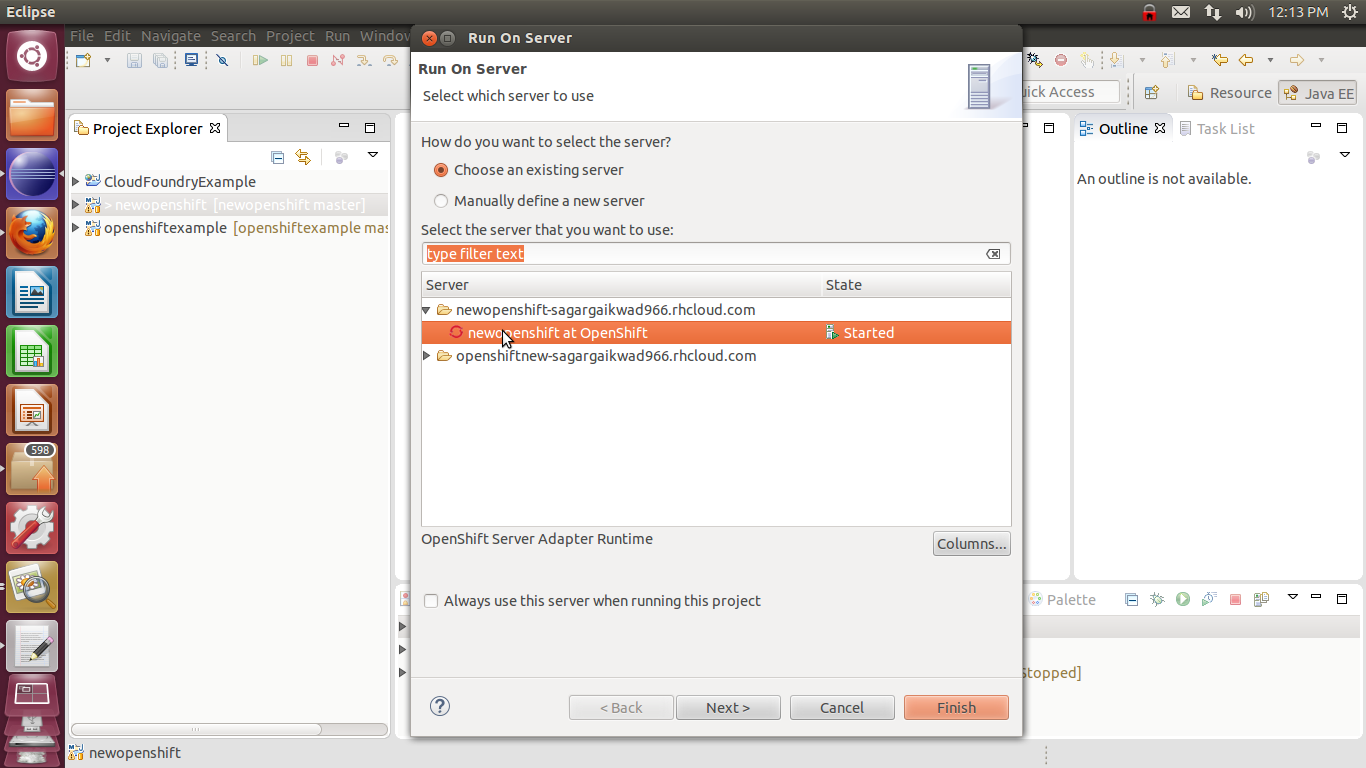 Eclipse
12:13 PM
File Edit Navigate Search Project Run Window
Run On Server
Run On Server
Select which server to use
uick Access
Resource
Java EE
Project Explorer
Outline
Task List
How do you want to select the server?
Choose an existing server
An outline is not available.
CloudFoundryExample
Manually define a new server
> newopenshift [newopenshift master]
openshiftexample [openshiftexample mas
Select the server that you want to use:
type filter text
Server State
newopenshift-sagargaikwad966.rhcloud.com
newopenshift at OpenShift Started
openshiftnew-sagargaikwad966.rhcloud.com
598
OpenShift Server Adapter Runtime
Columns...
Always use this server when running this project
Palette
Stopped]
?
< Back
Next >
Cancel
Finish
newopenshift